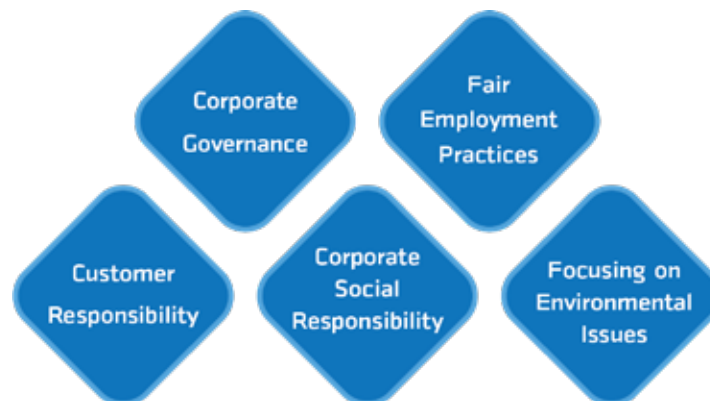 Corporate
Governance
Fair
Employment
Practices
Customer
Responsibility
Corporate
Social
Responsibility
Focusing on
Environmental
Issues